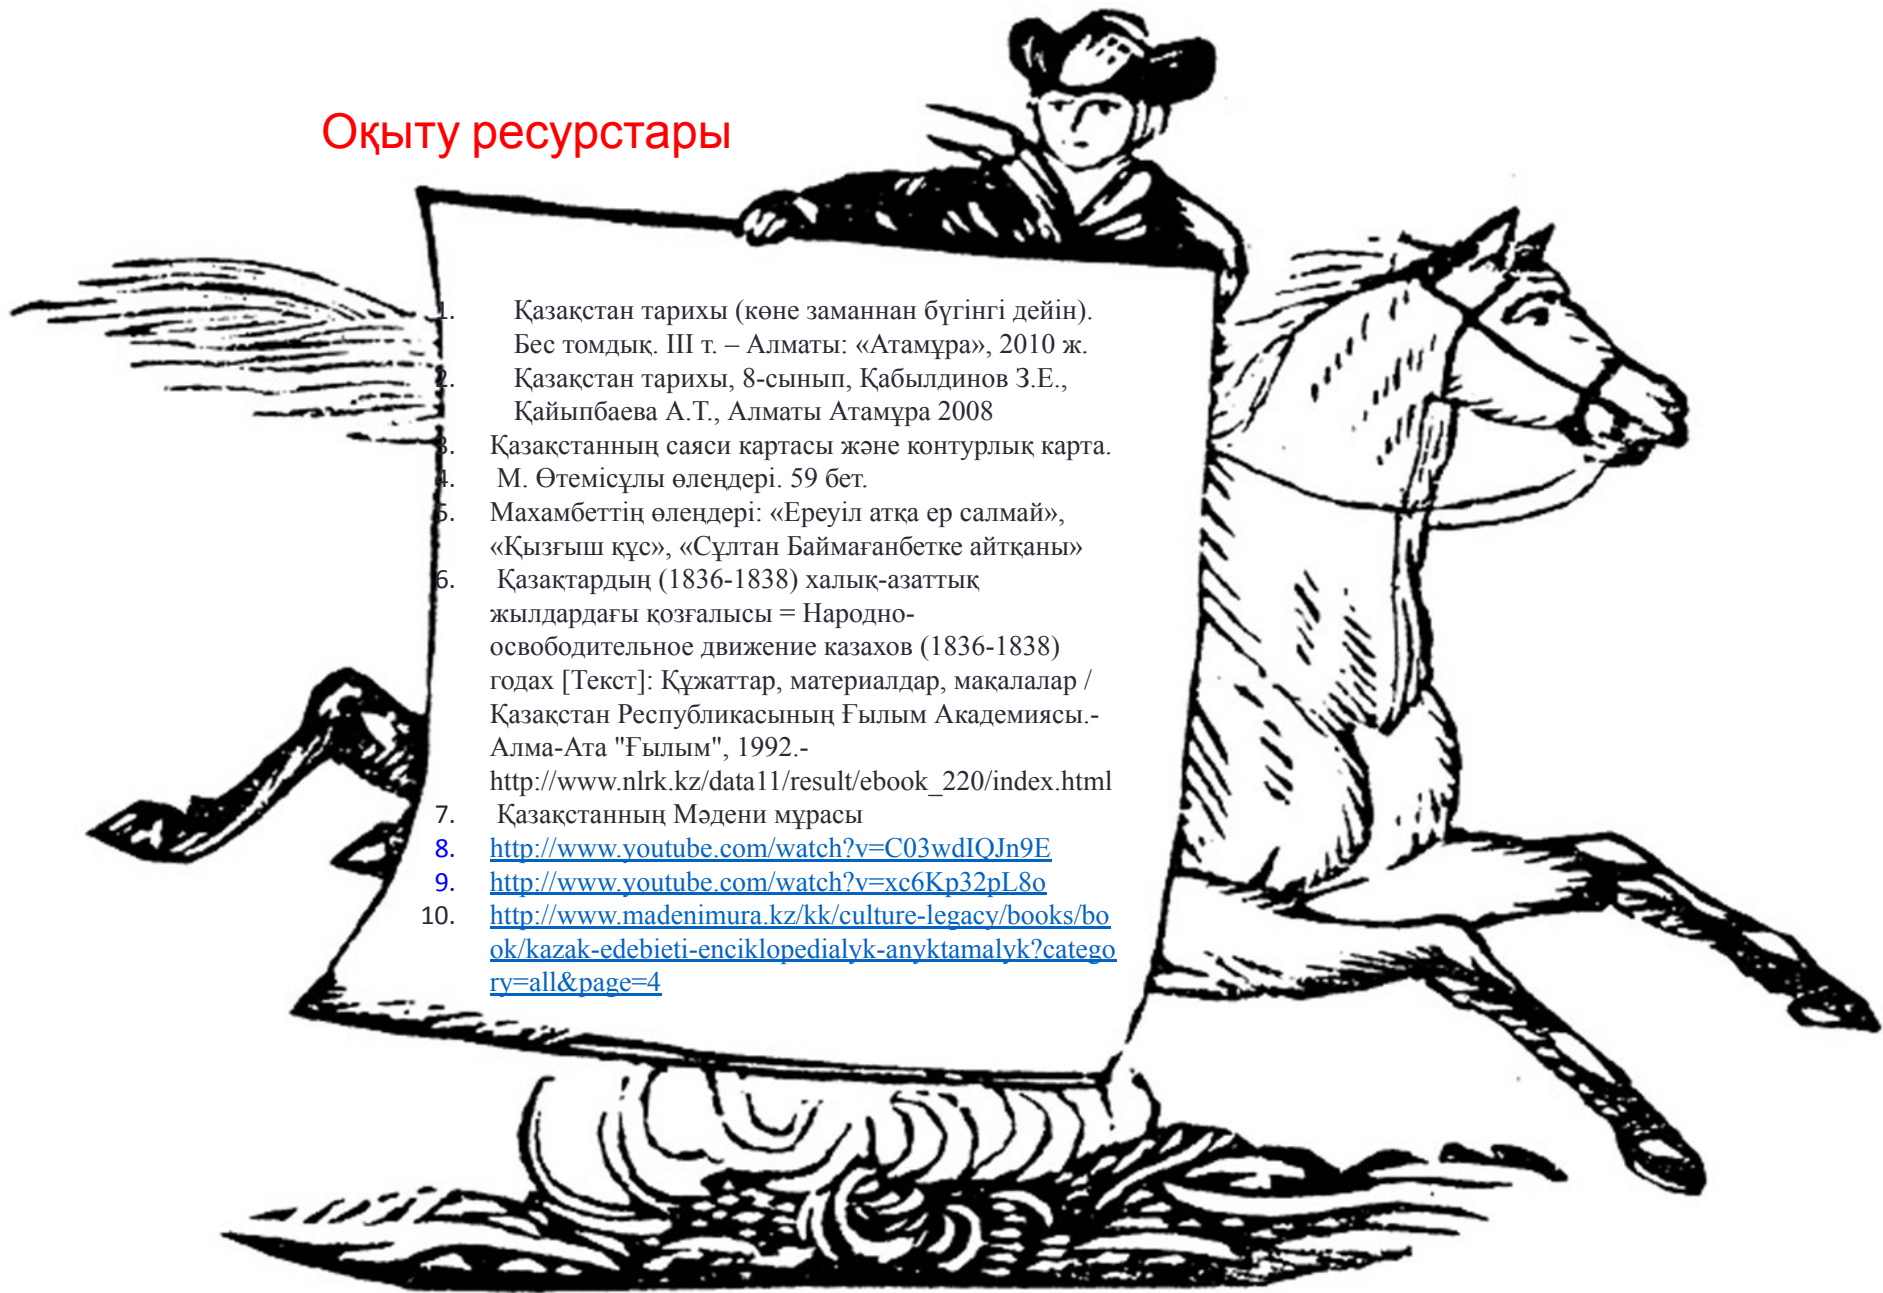 Оқыту ресурстары
1. Қазақстан тарихы (көне заманнан бүгінгі дейін).
Бес томдық. III т. – Алматы: «Атамұра», 2010 ж.
2. Қазақстан тарихы, 8-сынып, Қабылдинов З.Е.,
Қайыпбаева А.Т., Алматы Атамұра 2008
3. Қазақстанның саяси картасы және контурлық карта.
4. М. Өтемісұлы өлеңдері. 59 бет.
5. Махамбеттің өлеңдері: «Ереуіл атқа ер салмай»,
«Қызғыш құс», «Сұлтан Баймағанбетке айтқаны»
6. Қазақтардың (1836-1838) халық-азаттық
жылдардағы қозғалысы = Народно-
освободительное движение казахов (1836-1838)
годах [Текст]: Құжаттар, материалдар, мақалалар /
Қазақстан Республикасының Ғылым Академиясы.-
Алма-Ата "Ғылым", 1992.-
http://www.nlrk.kz/data11/result/ebook_220/index.html
7. Қазақстанның Мәдени мұрасы
8. http://www.youtube.com/watch?v=C03wdIQJn9E
9. http://www.youtube.com/watch?v=xc6Kp32pL8o
10. http://www.madenimura.kz/kk/culture-legacy/books/bo
ok/kazak-edebieti-enciklopedialyk-anyktamalyk?catego
ry=all&page=4